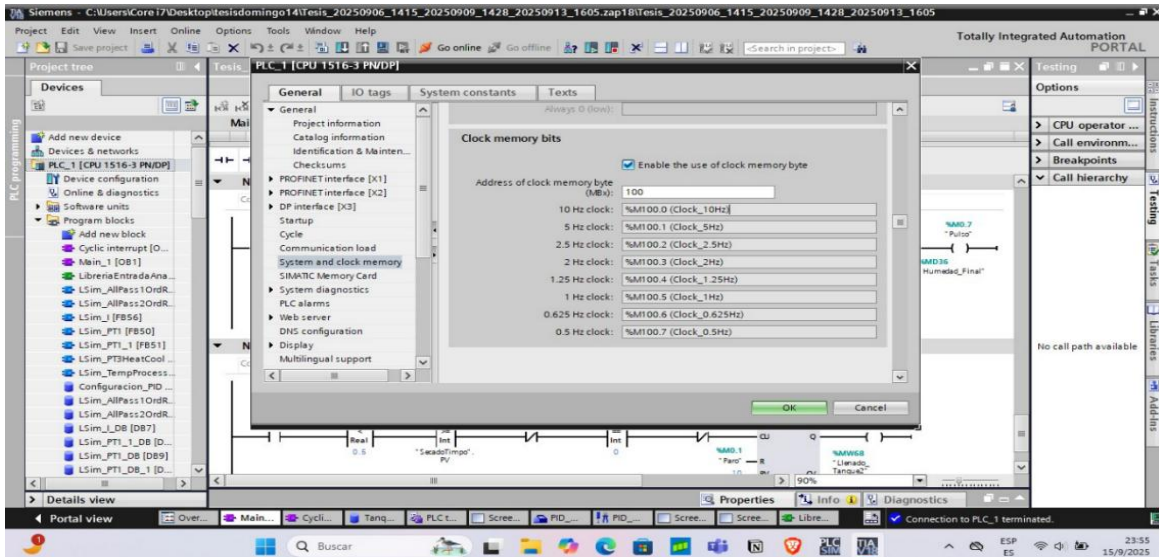 Siemens - C:\Users\Core i7\Desktop\tesisdomingo14\Tesis_20250906_1415_20250909_1428_20250913_1605.zap18\Tesis_20250906_1415_20250909_1428_20250913_1605
Project Edit View Insert Online Options Tools Window Help
Totally Integrated Automation
PORTAL
Save project
Go online
Go offline
<Search in project>
Project tree
Devices
Add new device
Devices & networks
PLC_1 [CPU 1516-3 PN/DP]
Device configuration
Online & diagnostics
Software units
Program blocks
Add new block
Cyclic interrupt [O...
Main_1 [OB1]
LibreriaEntradaAna...
LSim_AllPass1OrdR...
LSim_AllPass2OrdR...
LSim_I [FB56]
LSim_PT1 [FB50]
LSim_PT1_1 [FB51]
LSim_PT3HeatCool ...
LSim_TempProcess...
Configuracion_PID ...
LSim_AllPass1OrdR...
LSim_AllPass2OrdR...
LSim_I_DB [DB7]
LSim_PT1_1_DB [D...
LSim_PT1_DB [DB9]
LSim_PT1_DB_1 [D...
Details view
PLC programming
Tesis_
Mai
PLC_1 [CPU 1516-3 PN/DP]
General IO tags System constants Texts
General
Project information
Catalog information
Identification & Mainten...
Checksums
PROFINET interface [X1]
PROFINET interface [X2]
DP interface [X3]
Startup
Cycle
Communication load
System and clock memory
SIMATIC Memory Card
System diagnostics
PLC alarms
Web server
DNS configuration
Display
Multilingual support
Always 0 (low):
Clock memory bits
Enable the use of clock memory byte
Address of clock memory byte (MBx): 100
10 Hz clock: %M100.0 (Clock_10Hz)
5 Hz clock: %M100.1 (Clock_5Hz)
2.5 Hz clock: %M100.2 (Clock_2.5Hz)
2 Hz clock: %M100.3 (Clock_2Hz)
1.25 Hz clock: %M100.4 (Clock_1.25Hz)
1 Hz clock: %M100.5 (Clock_1Hz)
0.625 Hz clock: %M100.6 (Clock_0.625Hz)
0.5 Hz clock: %M100.7 (Clock_0.5Hz)
OK Cancel
%M0.7
"Pulso"
%MD36
Humedad_Final"
Real
0.5
"SecadoTimpo".
PV
Int
Int
0
CU Q
%M0.1
"Paro" R
%MW68
"Llenado_
Tanque2"
90%
Testing
Options
CPU operator ...
Call environm...
Breakpoints
Call hierarchy
No call path available
Instructions
Testing
Tasks
Libraries
Add-Ins
Properties Info Diagnostics
Portal view Over... Main... Cycli... Tanq... PLC t... Scree... PID_... PID_... Scree... Scree... Libre...
Connection to PLC_1 terminated.
Buscar
ESP
ES
23:55
15/9/2025